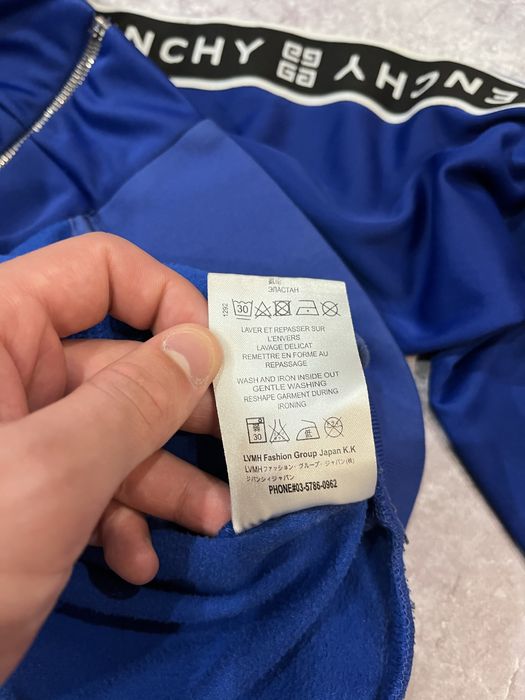 NCHY
ENCHY
ЭЛАСТАН
1292
30
LAVER ET REPASSER SUR
L'ENVERS
LAVAGE DELICAT
REMETTRE EN FORME AU
REPASSAGE
WASH AND IRON INSIDE OUT
GENTLE WASHING
RESHAPE GARMENT DURING
IRONING
30
低
LVMH Fashion Group Japan K.K
LVMHファッション・グループ・ジャパン(株)
ジバンシィジャパン
PHONE#03-5786-0962